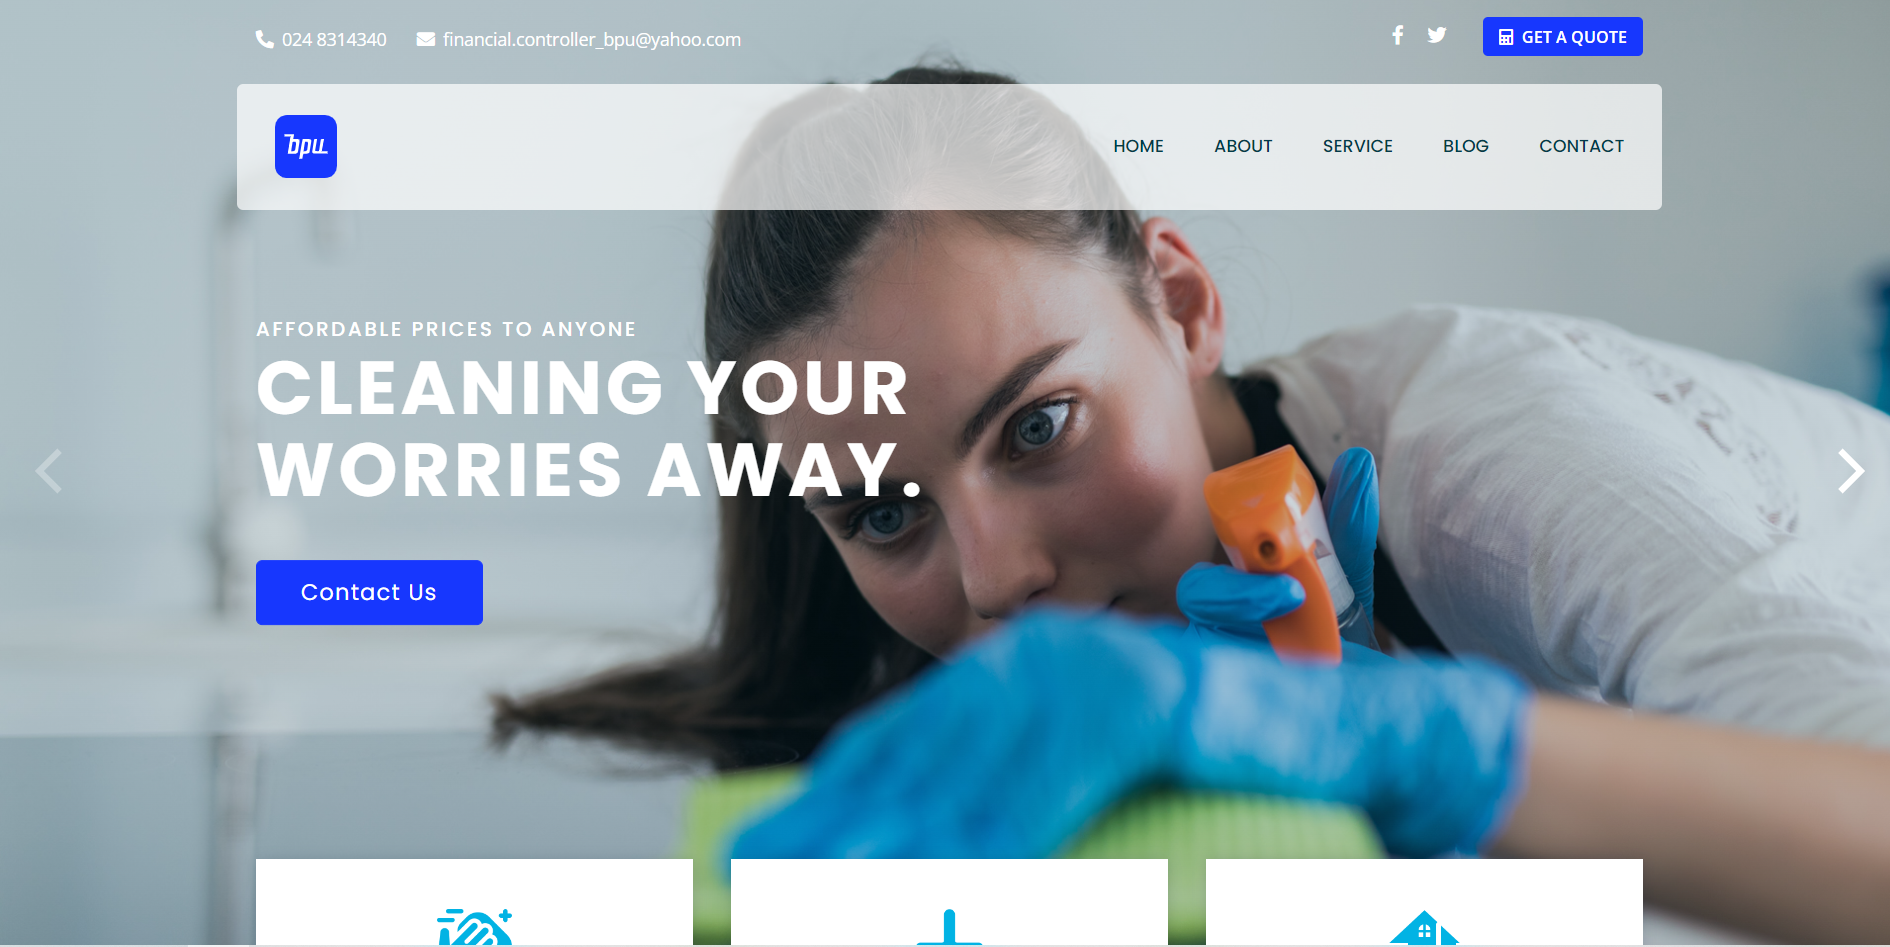 024 8314340
financial.controller_bpu@yahoo.com
GET A QUOTE
bpu
HOME
ABOUT
SERVICE
BLOG
CONTACT
AFFORDABLE PRICES TO ANYONE
CLEANING YOUR
WORRIES AWAY.
Contact Us